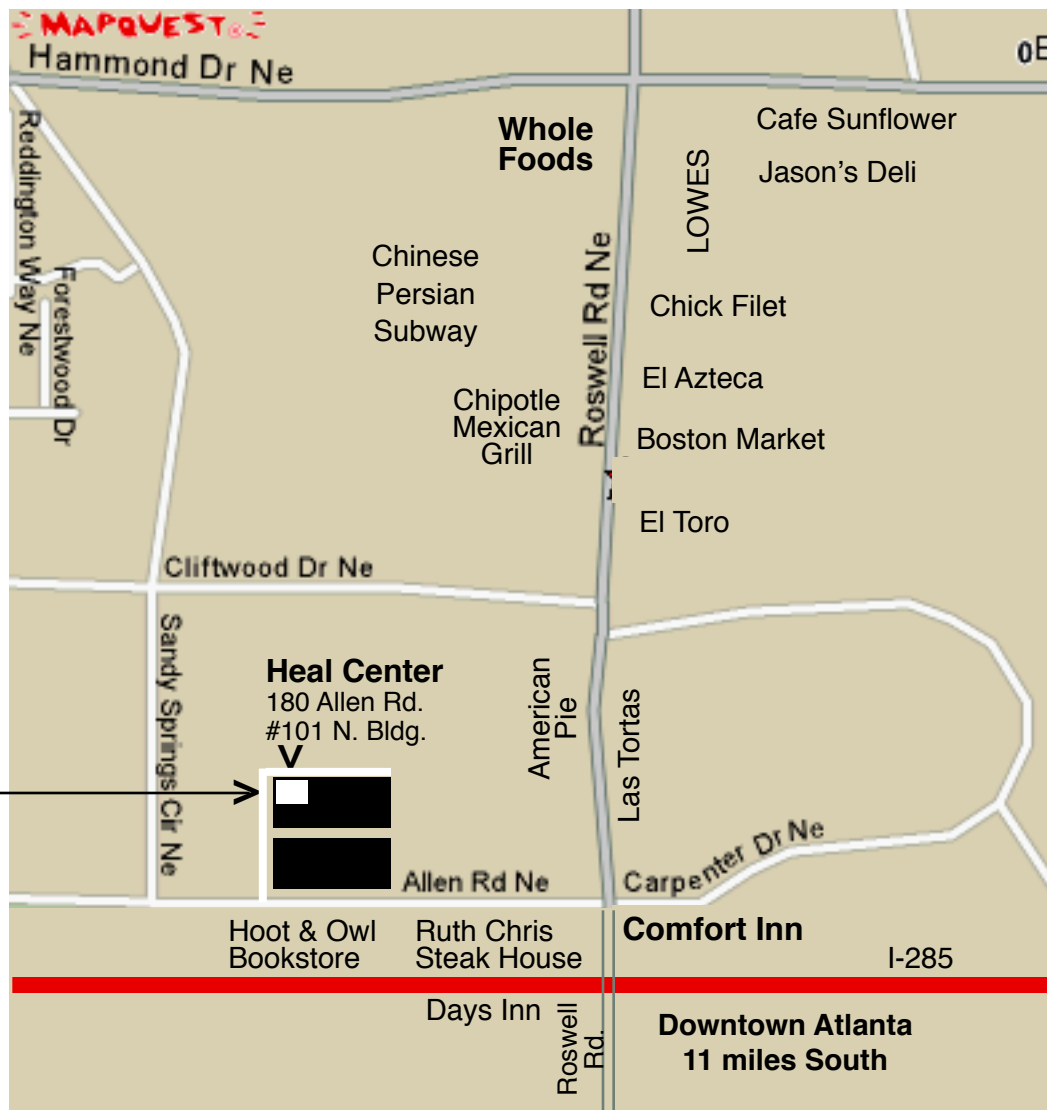 MAPQUEST®
Hammond Dr Ne
0E
Whole
Foods
Cafe Sunflower
Jason's Deli
LOWES
Reddington Way Ne
Forestwood Dr
Chinese
Persian
Subway
Roswell Rd Ne
Chick Filet
El Azteca
Chipotle
Mexican
Grill
Boston Market
El Toro
Cliftwood Dr Ne
Sandy Springs Cir Ne
Heal Center
180 Allen Rd.
#101 N. Bldg.
American
Pie
Las Tortas
Allen Rd Ne
Carpenter Dr Ne
Hoot & Owl
Bookstore
Ruth Chris
Steak House
Comfort Inn
I-285
Days Inn
Roswell
Rd.
Downtown Atlanta
11 miles South